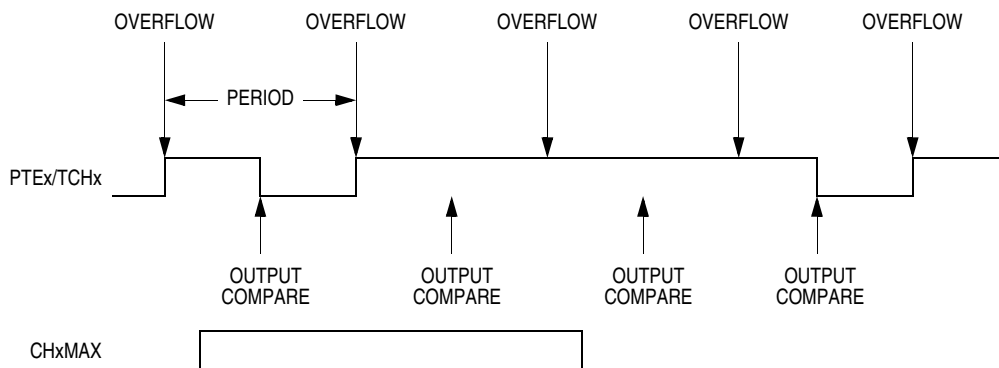 OVERFLOW OVERFLOW OVERFLOW OVERFLOW OVERFLOW
PERIOD
PTEx/TCHx
OUTPUT COMPARE
OUTPUT COMPARE
OUTPUT COMPARE
OUTPUT COMPARE
CHxMAX